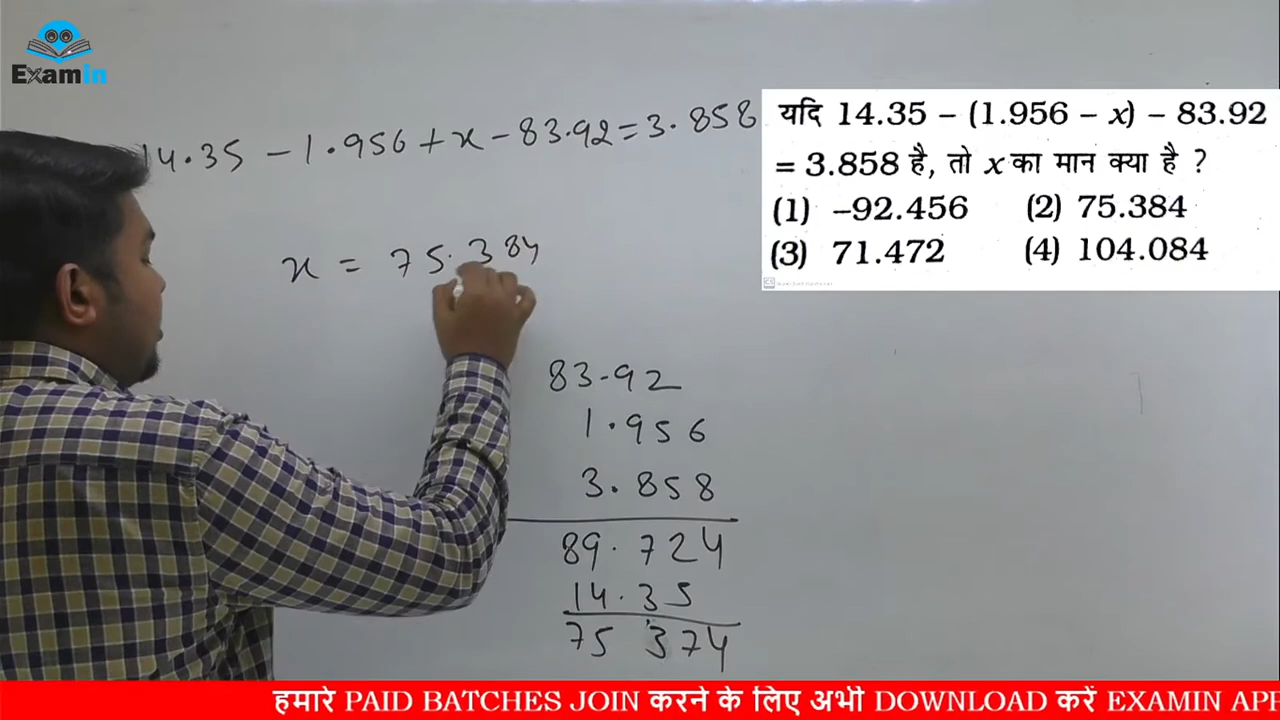 Examin
14.35 - 1.956 + x - 83.92 = 3.858
x = 75.384
83.92
1.956
3.858
89.724
14.35
75 374
यदि 14.35 – (1.956 – x) – 83.92
= 3.858 है, तो x का मान क्या है ?
(1) –92.456 (2) 75.384
(3) 71.472 (4) 104.084
हमारे PAID BATCHES JOIN करने के लिए अभी DOWNLOAD करें EXAMIN APP